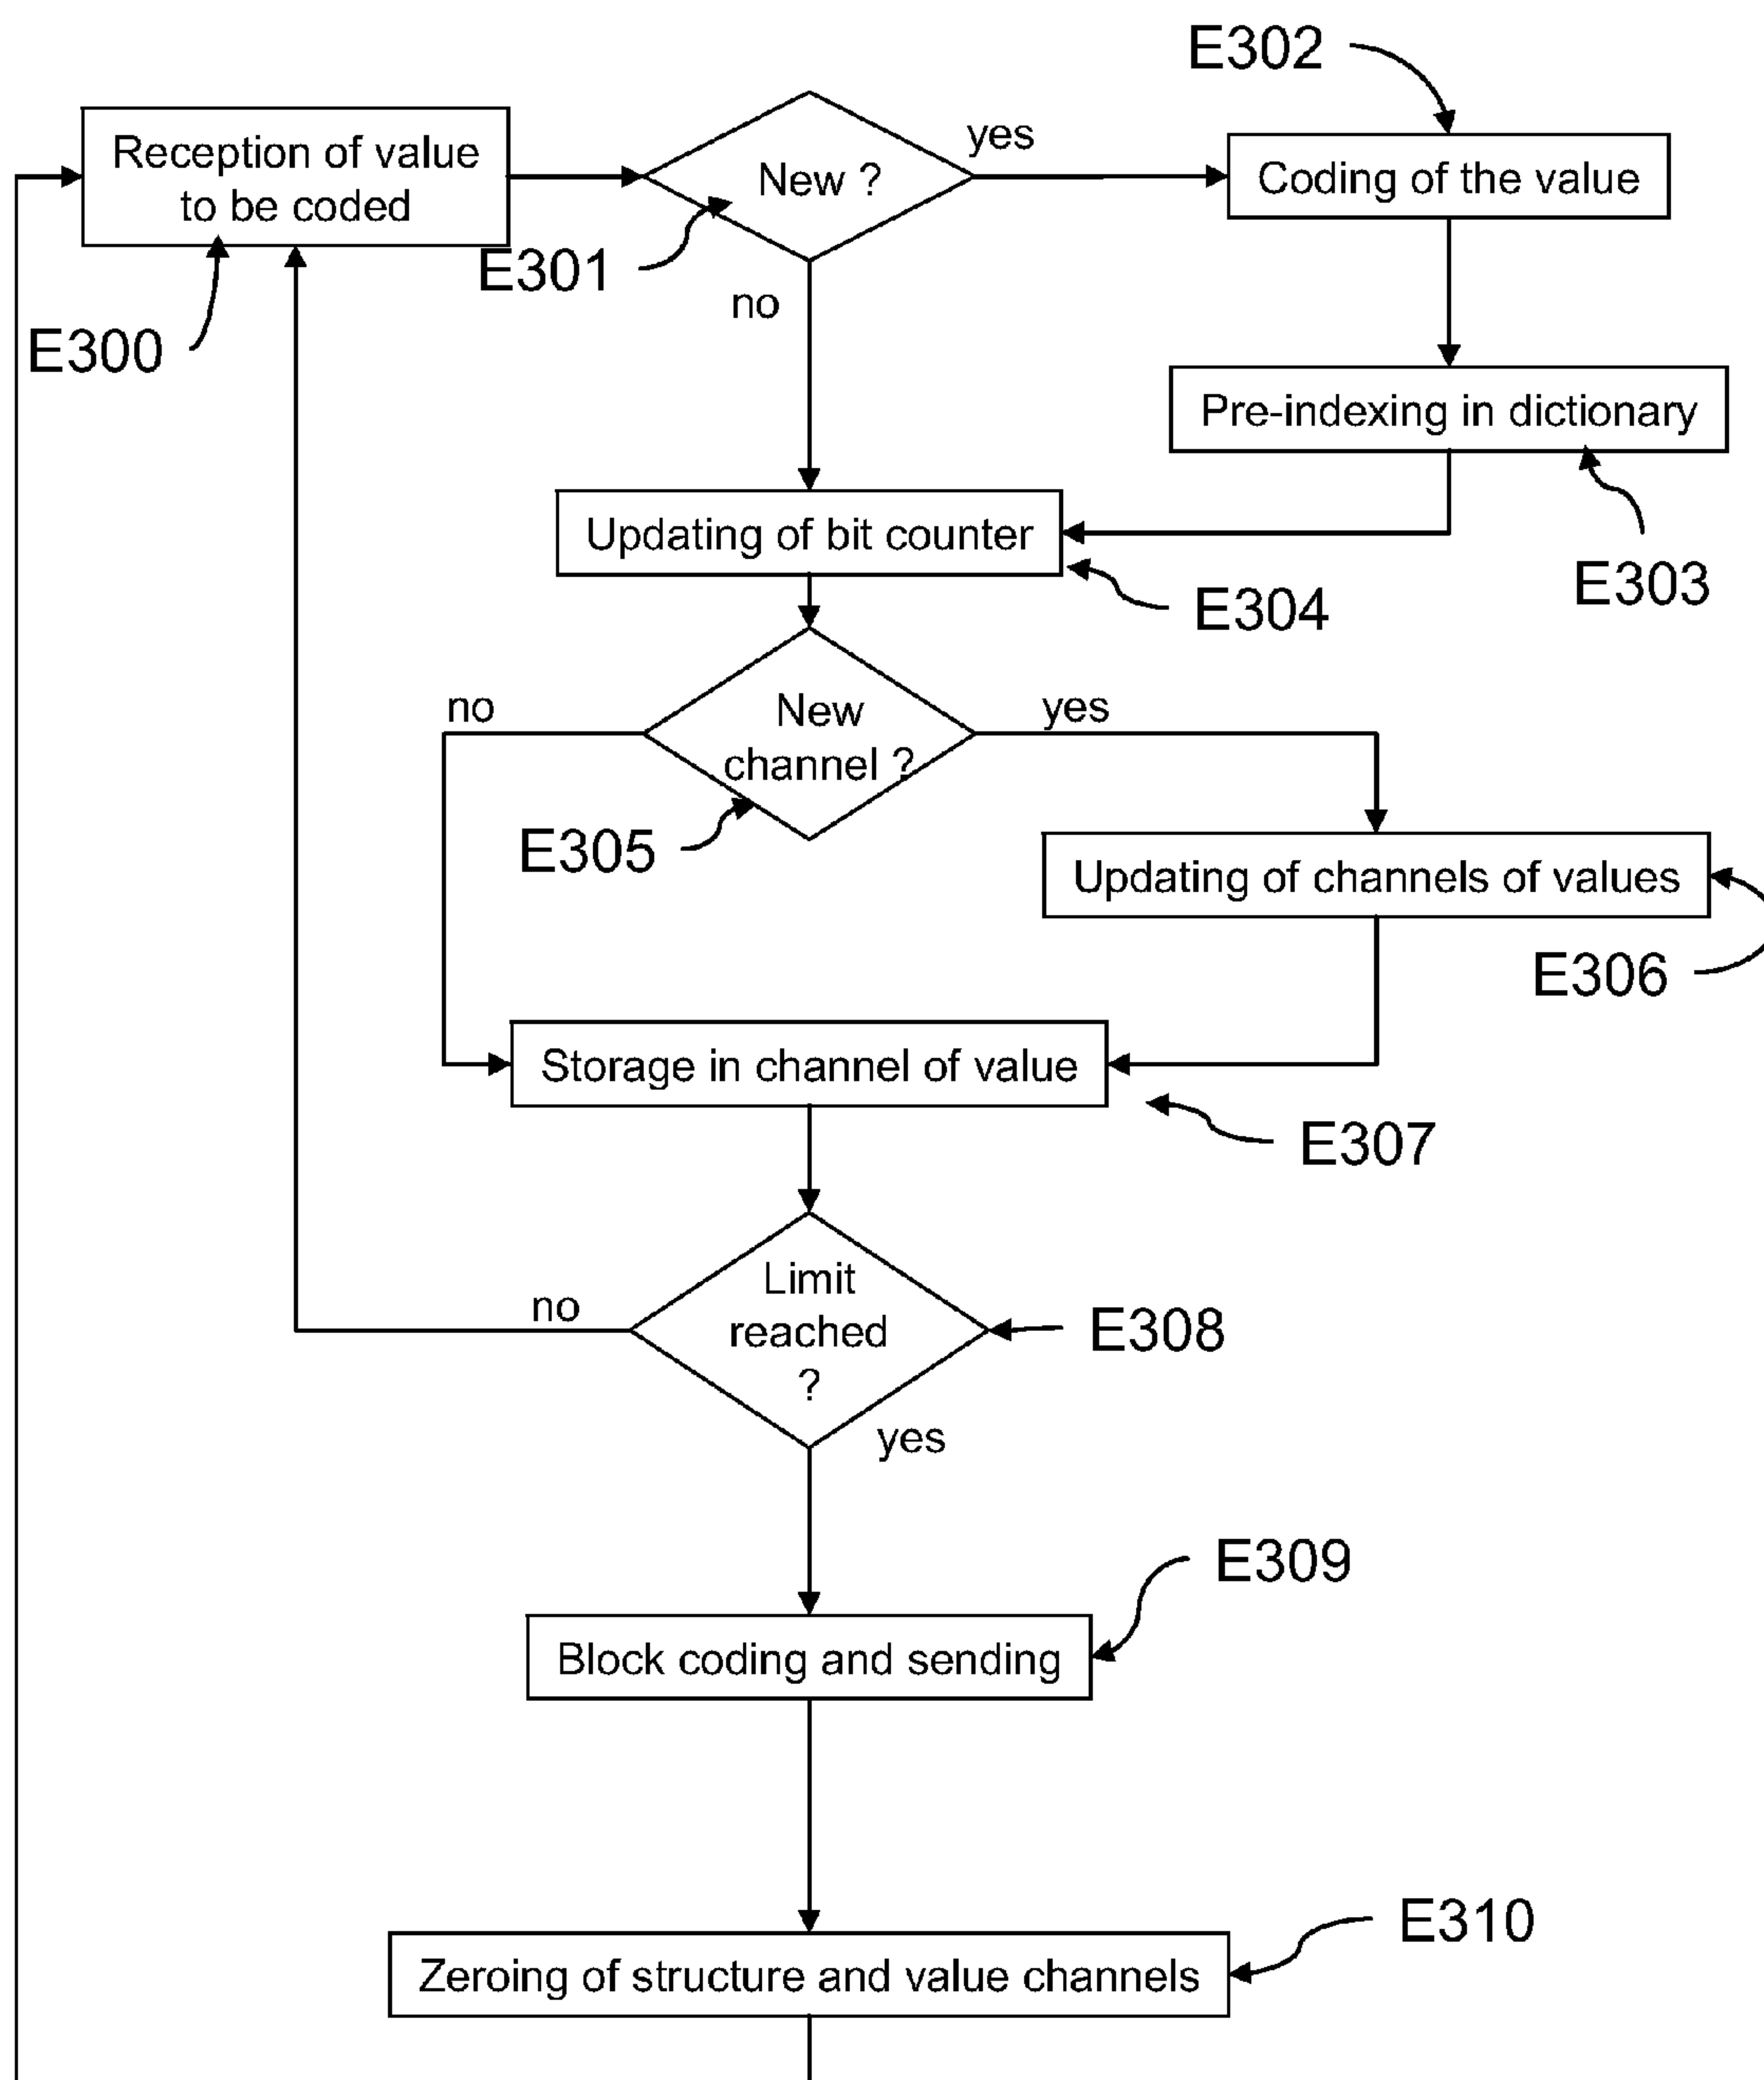 E302
Reception of value
to be coded
New ?
yes
Coding of the value
E301
no
E300
Pre-indexing in dictionary
Updating of bit counter
E303
E304
no
New
channel ?
yes
E305
Updating of channels of values
E306
Storage in channel of value
E307
no
Limit
reached
?
E308
yes
E309
Block coding and sending
E310
Zeroing of structure and value channels